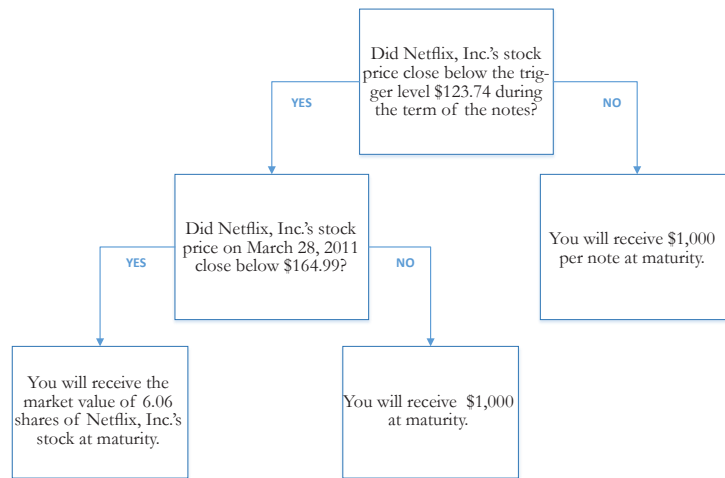 Did Netflix, Inc.'s stock
price close below the trig-
ger level $123.74 during
the term of the notes?
YES
NO
Did Netflix, Inc.'s stock
price on March 28, 2011
close below $164.99?
You will receive $1,000
per note at maturity.
YES
NO
You will receive the
market value of 6.06
shares of Netflix, Inc.'s
stock at maturity.
You will receive $1,000
at maturity.